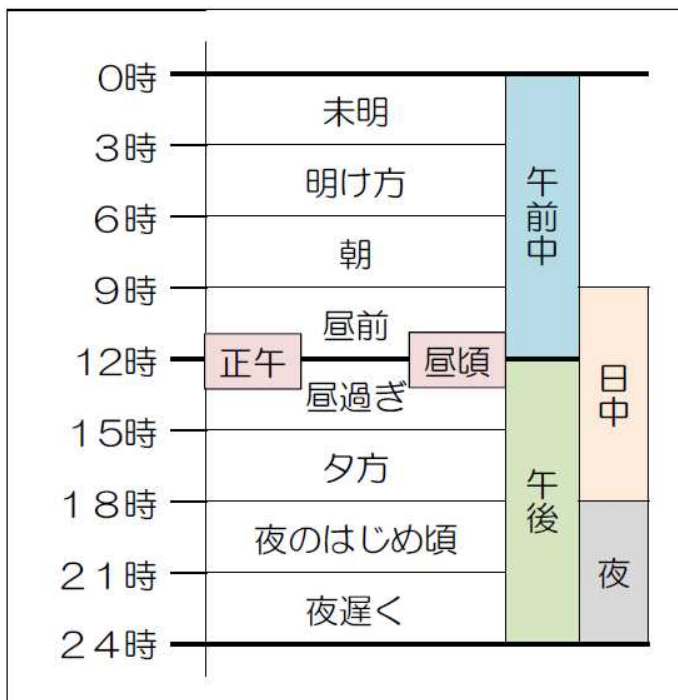 0時
未明
3時
明け方
6時
朝
9時
昼前
12時
正午
昼頃
昼過ぎ
15時
夕方
18時
夜のはじめ頃
21時
夜遅く
24時
午前中
午後
日中
夜